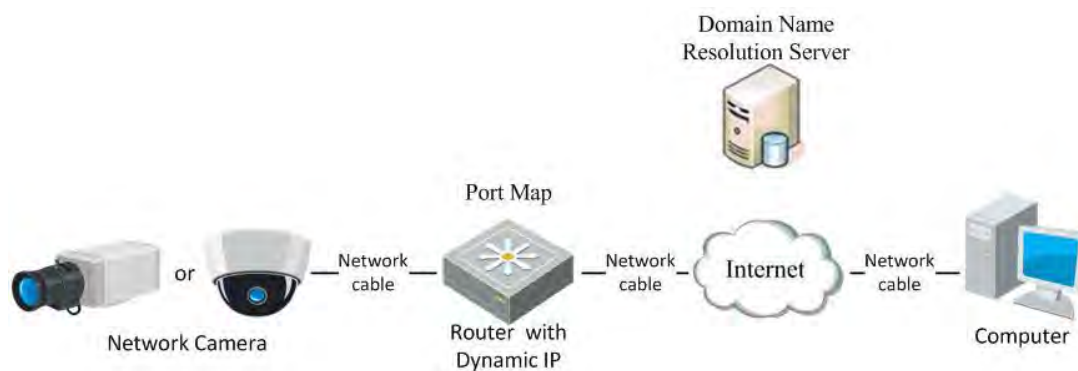 Domain Name
Resolution Server
Port Map
or
Network
cable
Network
cable
Internet
Network
cable
Network Camera
Router with
Dynamic IP
Computer